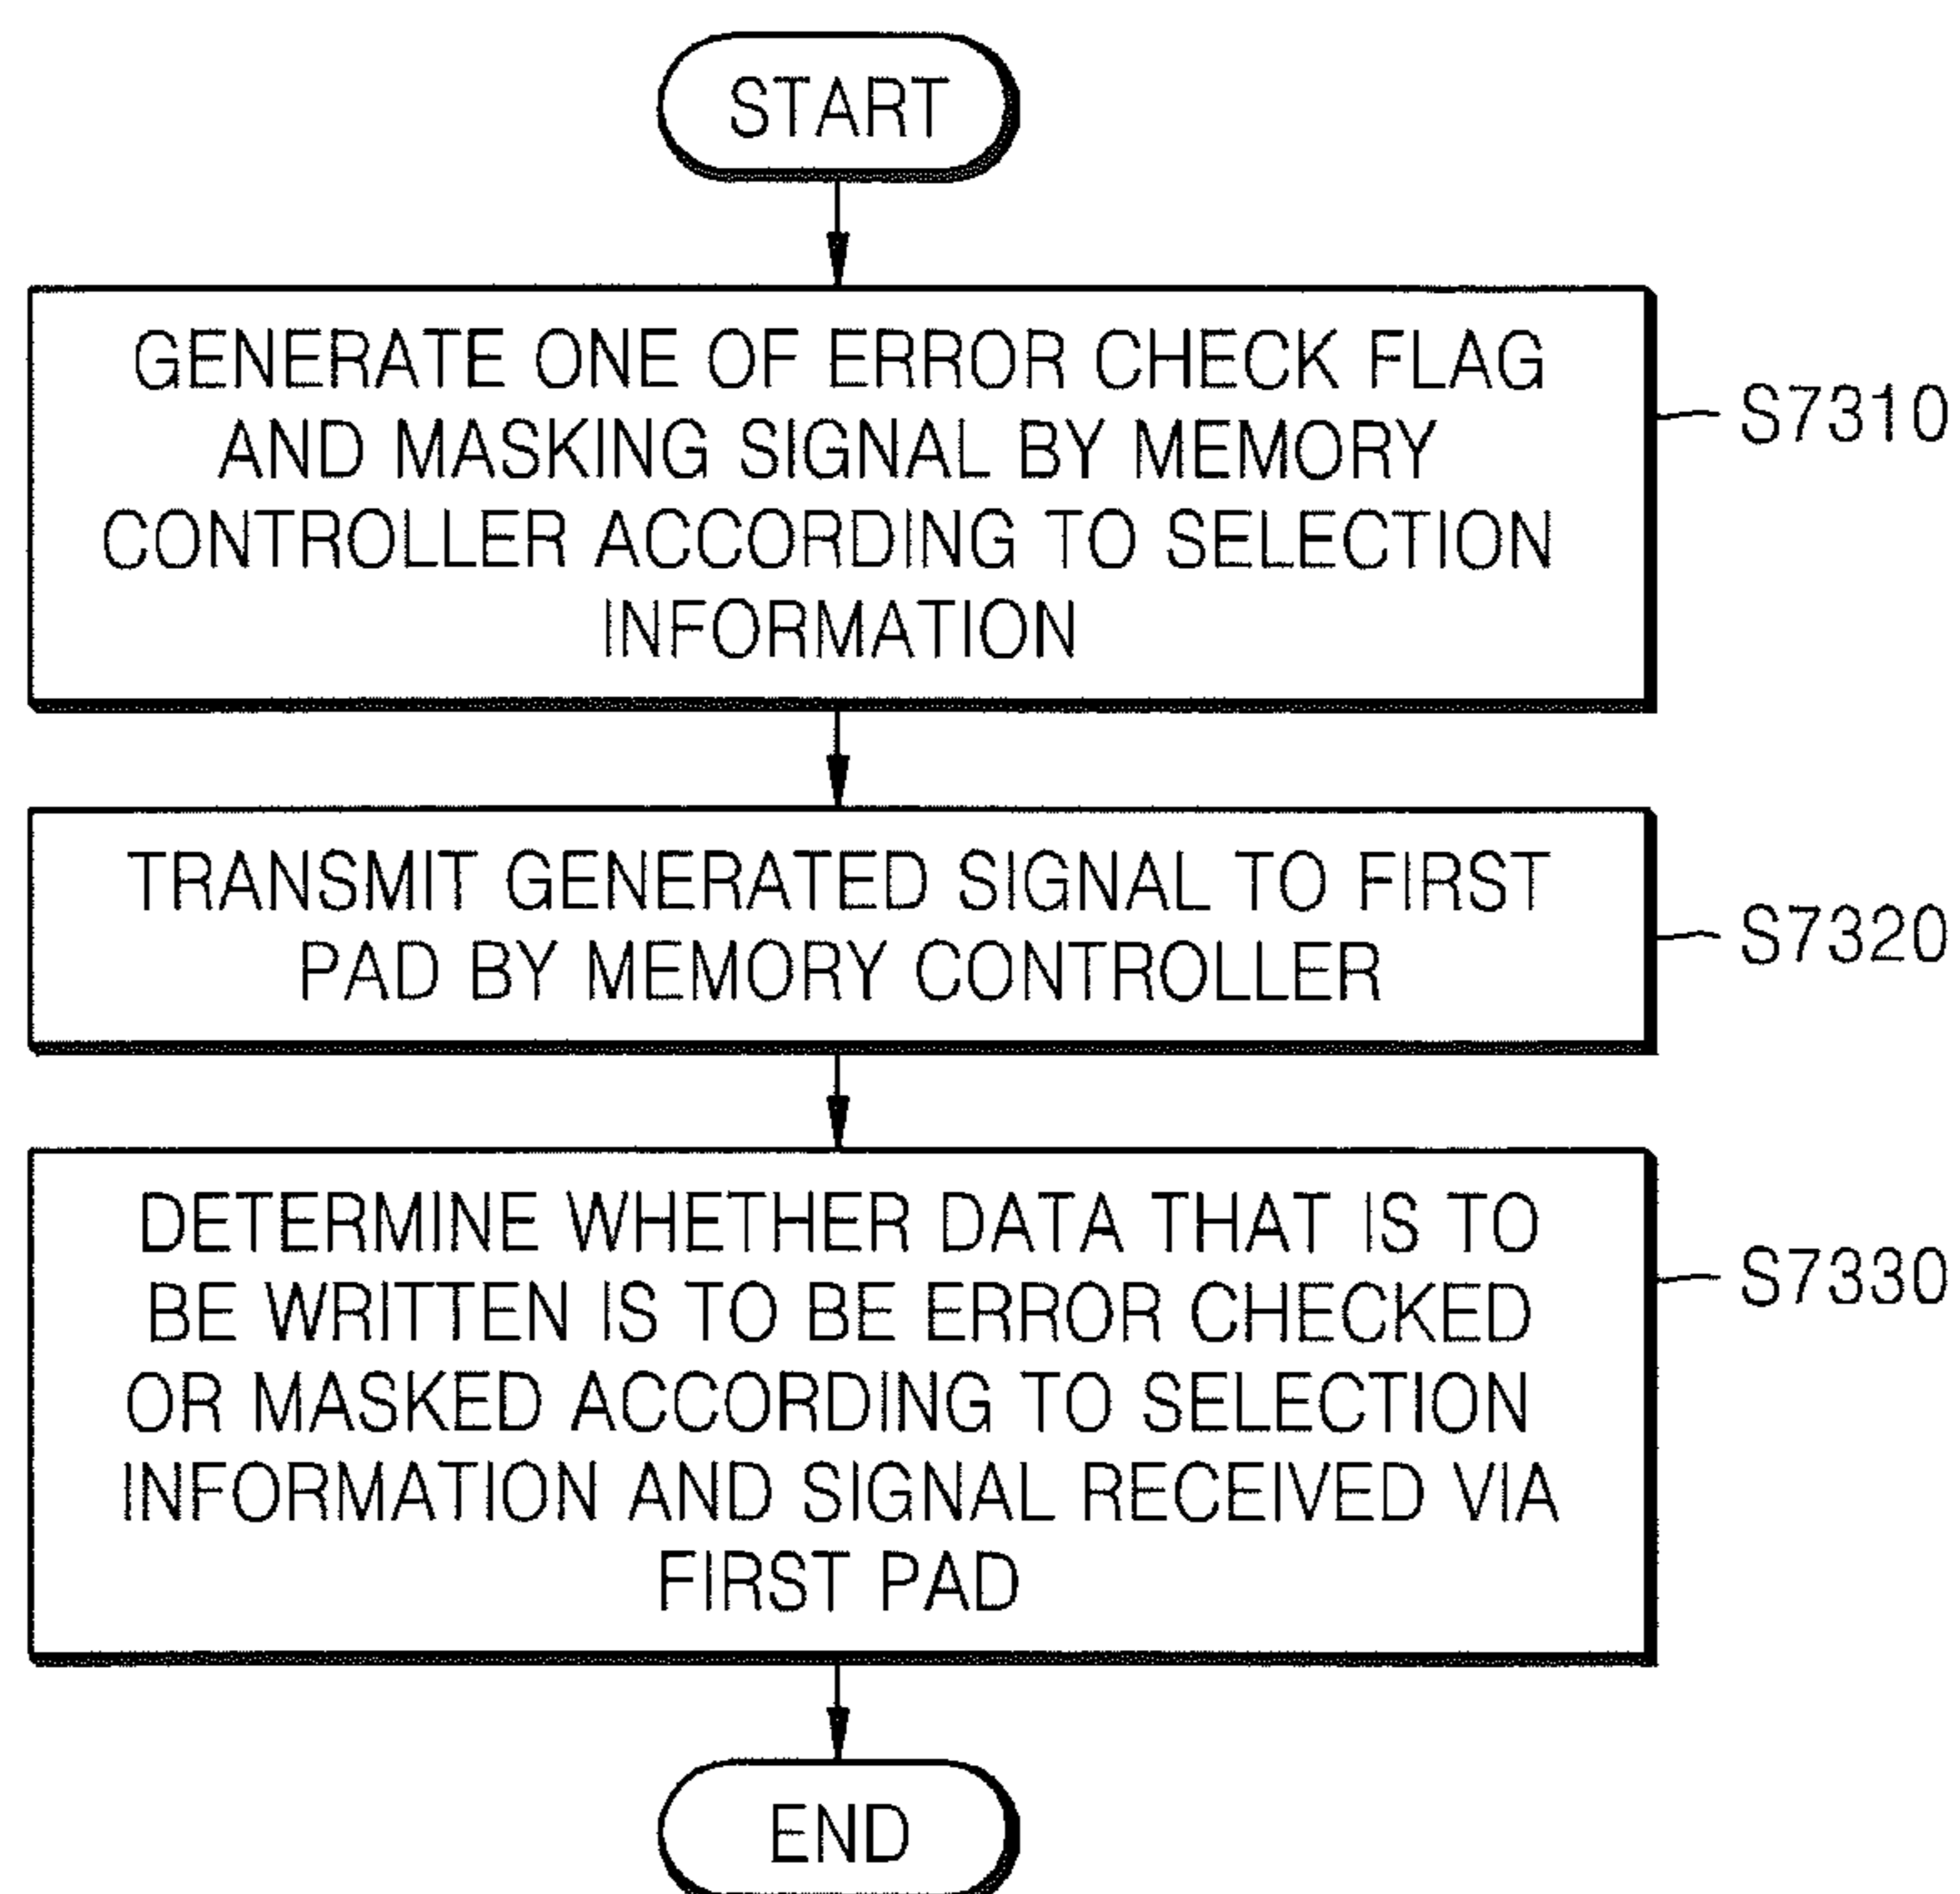 START
GENERATE ONE OF ERROR CHECK FLAG
AND MASKING SIGNAL BY MEMORY
CONTROLLER ACCORDING TO SELECTION
INFORMATION
S7310
TRANSMIT GENERATED SIGNAL TO FIRST
PAD BY MEMORY CONTROLLER
S7320
DETERMINE WHETHER DATA THAT IS TO
BE WRITTEN IS TO BE ERROR CHECKED
OR MASKED ACCORDING TO SELECTION
INFORMATION AND SIGNAL RECEIVED VIA
FIRST PAD
S7330
END